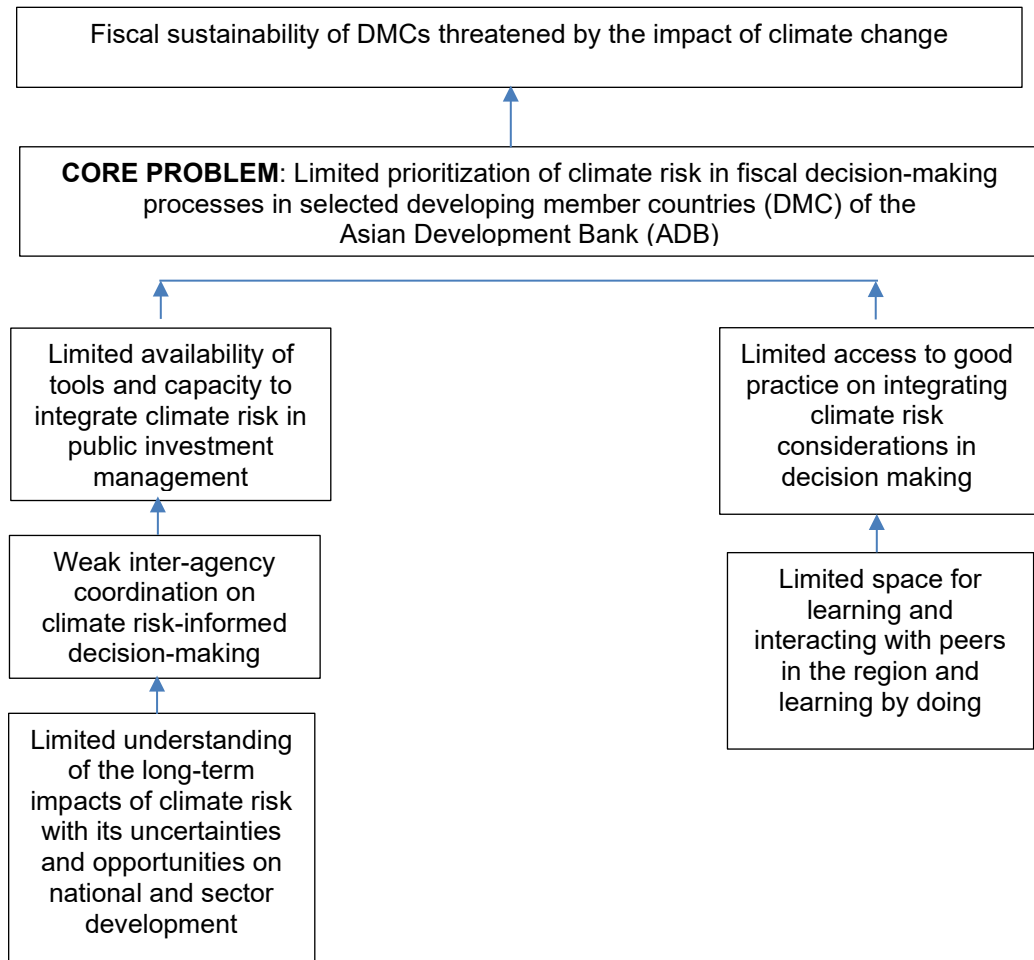 Fiscal sustainability of DMCs threatened by the impact of climate change
CORE PROBLEM: Limited prioritization of climate risk in fiscal decision-making
processes in selected developing member countries (DMC) of the
Asian Development Bank (ADB)
Limited availability of
tools and capacity to
integrate climate risk in
public investment
management
Weak inter-agency
coordination on
climate risk-informed
decision-making
Limited understanding
of the long-term
impacts of climate risk
with its uncertainties
and opportunities on
national and sector
development
Limited access to good
practice on integrating
climate risk
considerations in
decision making
Limited space for
learning and
interacting with peers
in the region and
learning by doing